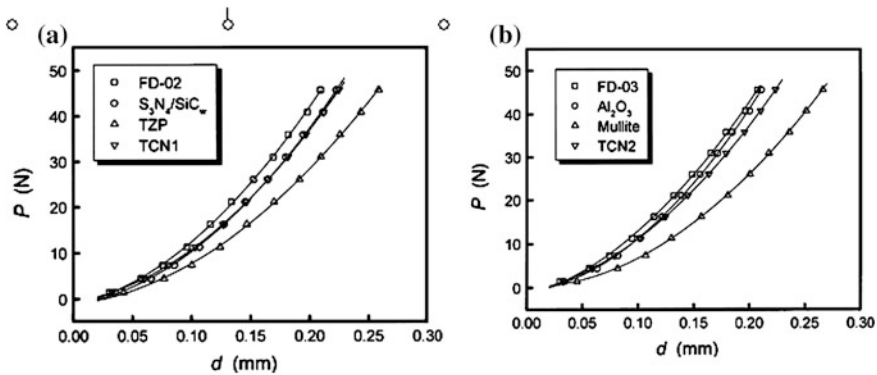 (a)
FD-02
S₃N₄/SiCw
TZP
TCN1
P (N)
50
40
30
20
10
0
0.00 0.05 0.10 0.15 0.20 0.25 0.30
d (mm)
(b)
FD-03
Al₂O₃
Mullite
TCN2
P (N)
50
40
30
20
10
0
0.00 0.05 0.10 0.15 0.20 0.25 0.30
d (mm)